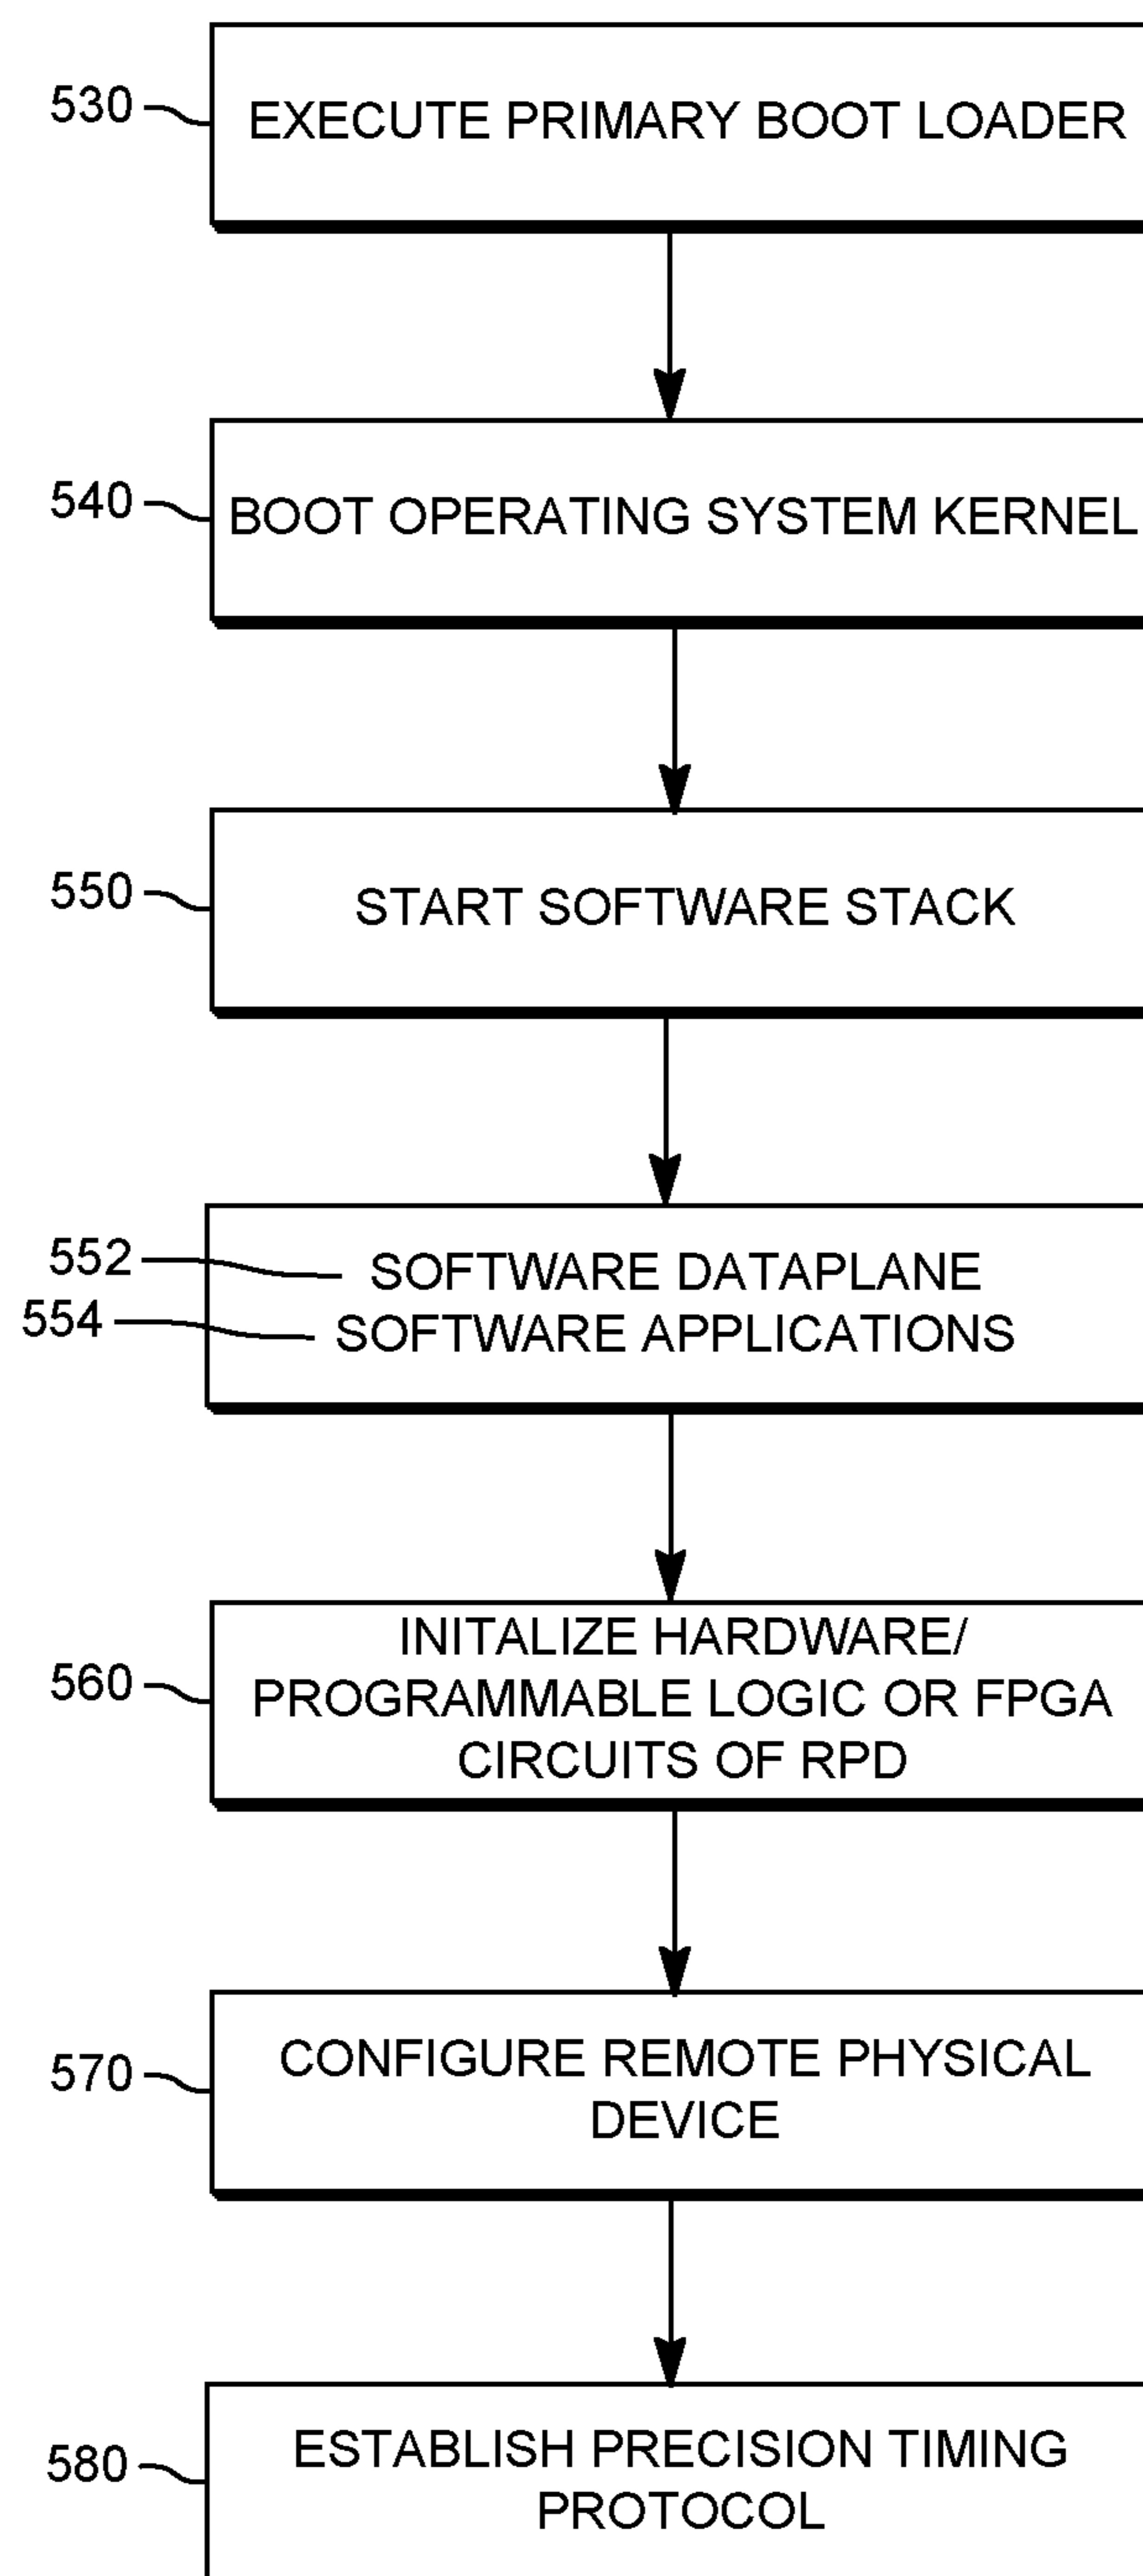 530
EXECUTE PRIMARY BOOT LOADER
540
BOOT OPERATING SYSTEM KERNEL
550
START SOFTWARE STACK
552
SOFTWARE DATAPLANE
554
SOFTWARE APPLICATIONS
560
INITALIZE HARDWARE/
PROGRAMMABLE LOGIC OR FPGA
CIRCUITS OF RPD
570
CONFIGURE REMOTE PHYSICAL
DEVICE
580
ESTABLISH PRECISION TIMING
PROTOCOL